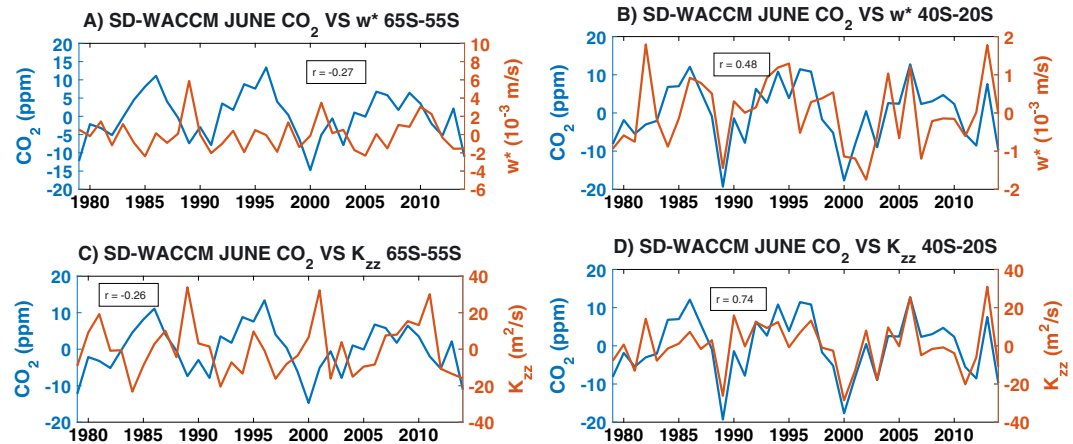 A) SD-WACCM JUNE CO2 VS w* 65S-55S
20
15
10
5
0
-5
-10
-15
-20
CO2 (ppm)
r = -0.27
10
8
6
4
2
0
-2
-4
-6
w* (10-3 m/s)
1980 1985 1990 1995 2000 2005 2010
B) SD-WACCM JUNE CO2 VS w* 40S-20S
20
10
0
-10
-20
CO2 (ppm)
r = 0.48
2
1
0
-1
-2
w* (10-3 m/s)
1980 1985 1990 1995 2000 2005 2010
C) SD-WACCM JUNE CO2 VS Kzz 65S-55S
20
10
0
-10
-20
CO2 (ppm)
r = -0.26
40
20
0
-20
-40
Kzz (m2/s)
1980 1985 1990 1995 2000 2005 2010
D) SD-WACCM JUNE CO2 VS Kzz 40S-20S
20
10
0
-10
-20
CO2 (ppm)
r = 0.74
40
20
0
-20
-40
Kzz (m2/s)
1980 1985 1990 1995 2000 2005 2010